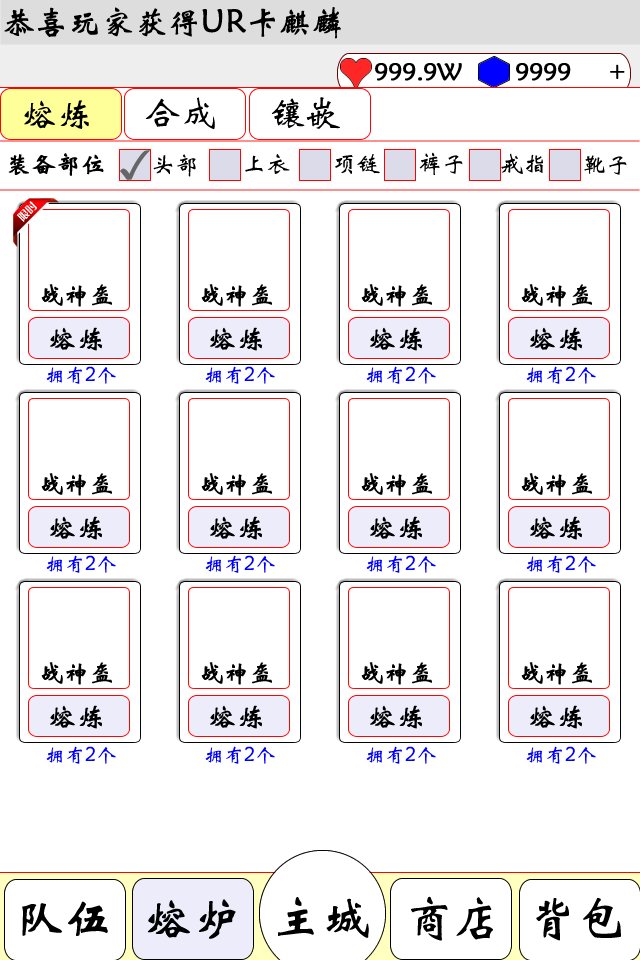 恭喜玩家获得UR卡麒麟
999.9W 9999 +
熔炼 合成 镶嵌
装备部位 头部 上衣 项链 裤子 戒指 靴子
限时
战神盔 战神盔 战神盔 战神盔
熔炼 熔炼 熔炼 熔炼
拥有2个 拥有2个 拥有2个 拥有2个
战神盔 战神盔 战神盔 战神盔
熔炼 熔炼 熔炼 熔炼
拥有2个 拥有2个 拥有2个 拥有2个
战神盔 战神盔 战神盔 战神盔
熔炼 熔炼 熔炼 熔炼
拥有2个 拥有2个 拥有2个 拥有2个
队伍 熔炉 主城 商店 背包